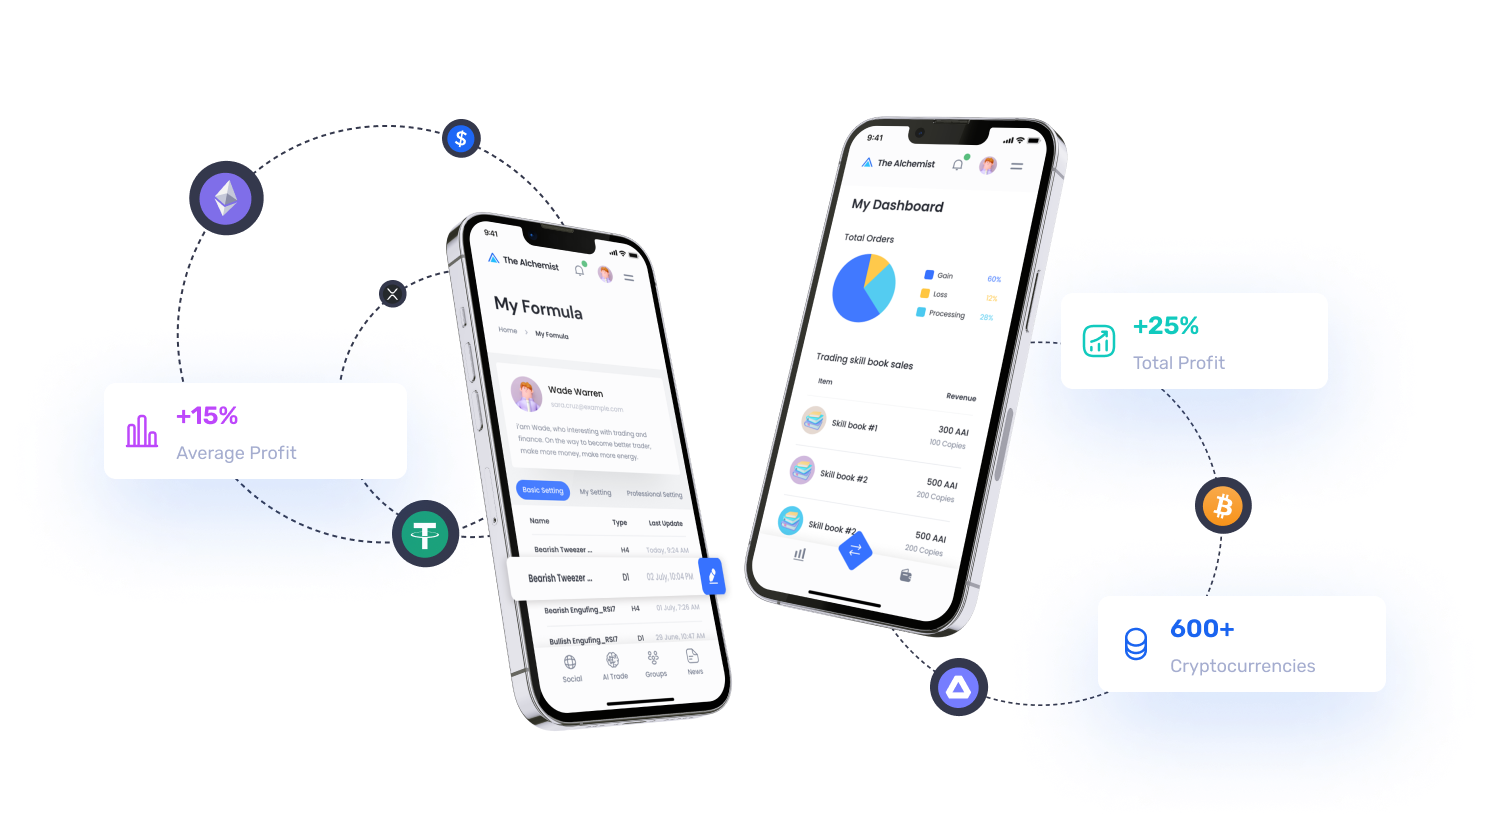 +15%
Average Profit
9:41
The Alchemist
My Formula
Home > My Formula
Wade Warren
sara.cruz@example.com
I'am Wade, who interesting with trading and
finance. On the way to become better trader,
make more money, make more energy.
Basic Setting My Setting Professional Setting
Name Type Last Update
Bearish Tweezer ... H4 Today, 9:24 AM
Bearish Tweezer ... D1 02 July, 10:04 PM
Bearish Engufing_RSI7 H4 01 July, 7:36 AM
Bullish Engufing_RSI7 D1 29 June, 10:47 AM
Social AI Trade Groups News
9:41
The Alchemist
My Dashboard
Total Orders
Gain 60%
Loss 12%
Processing 28%
Trading skill book sales
Item Revenue
Skill book #1 300 AAI
100 Copies
Skill book #2 500 AAI
200 Copies
Skill book #2 500 AAI
200 Copies
+25%
Total Profit
600+
Cryptocurrencies